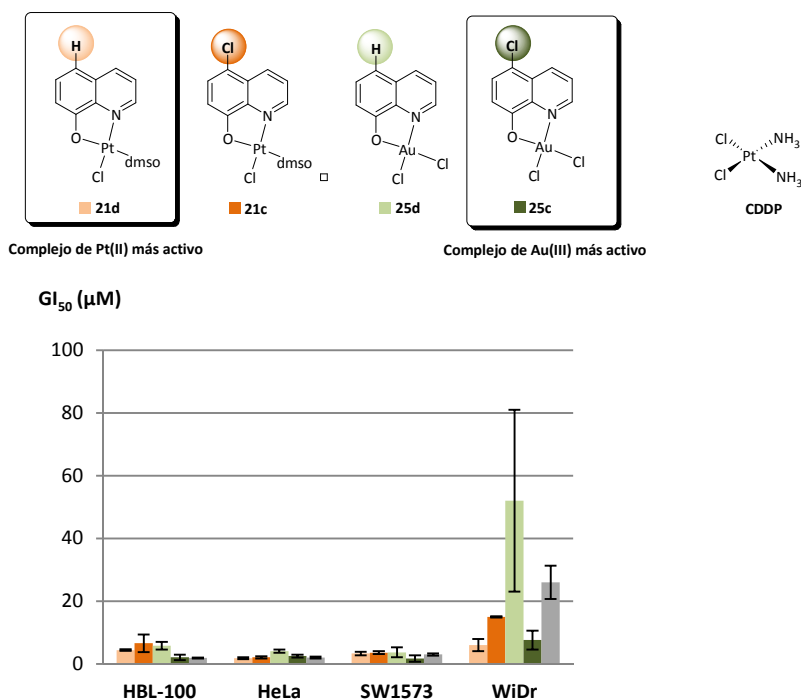 H Cl H Cl
N N N N
O O O O
Pt Pt Au Au
dmso dmso Cl Cl
Cl Cl Cl Cl
Cl Pt NH3
Cl NH3
21d 21c 25d 25c CDDP
Complejo de Pt(II) más activo Complejo de Au(III) más activo
GI50 (µM)
100
80
60
40
20
0
HBL-100 HeLa SW1573 WiDr